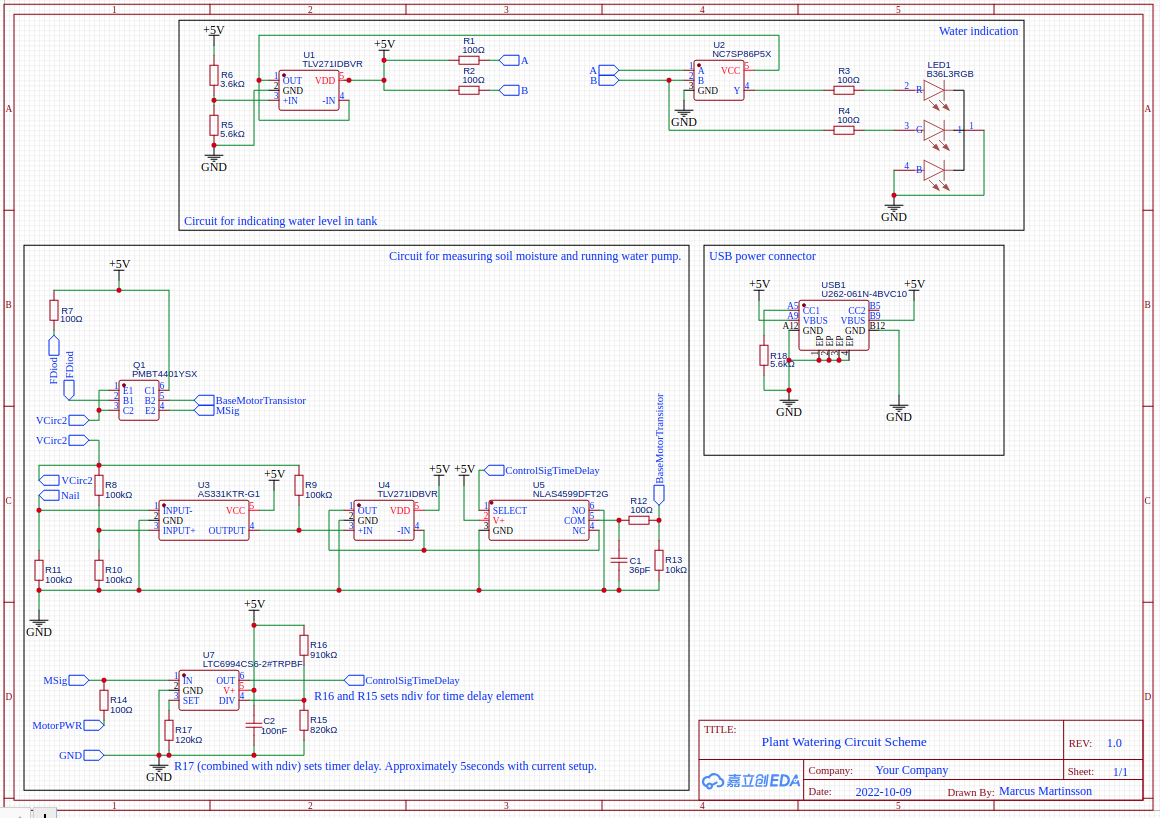 1 2 3 4 5
A
B
C
D
A
B
C
D
Water indication
+5V
R6
3.6kΩ
R5
5.6kΩ
GND
U1
TLV271IDBVR
1 OUT VDD 5
2 GND
3 +IN -IN 4
+5V
R1
100Ω
A
R2
100Ω
B
U2
NC7SP86P5X
A 1 A VCC 5
B 2 B
3 GND Y 4
GND
R3
100Ω
R4
100Ω
LED1
B36L3RGB
2 R
3 G 1 1
4 B
GND
Circuit for indicating water level in tank
Circuit for measuring soil moisture and running water pump.
+5V
R7
100Ω
FDiod
FDiod
Q1
PMBT4401YSX
1 E1 C1 6
2 B1 B2 5 BaseMotorTransistor
3 C2 E2 4 MSig
VCirc2
VCirc2
VCirc2
Nail
R8
100kΩ
U3
AS331KTR-G1
1 INPUT- VCC 5
2 GND
3 INPUT+ OUTPUT 4
+5V
R9
100kΩ
U4
TLV271IDBVR
1 OUT VDD 5
2 GND
3 +IN -IN 4
+5V +5V
ControlSigTimeDelay
U5
NLAS4599DFT2G
1 SELECT NO 6
2 V+ COM 5
3 GND NC 4
BaseMotorTransistor
R12
100Ω
C1
36pF
R13
10kΩ
R11
100kΩ
R10
100kΩ
GND
+5V
R16
910kΩ
U7
LTC6994CS6-2#TRPBF
MSig 1 IN OUT 6 ControlSigTimeDelay
2 GND V+ 5
3 SET DIV 4
R16 and R15 sets ndiv for time delay element
R14
100Ω
MotorPWR
R17
120kΩ
C2
100nF
R15
820kΩ
GND
GND
R17 (combined with ndiv) sets timer delay. Approximately 5seconds with current setup.
USB power connector
+5V +5V
USB1
U262-061N-4BVC10
A5 CC1 CC2 B5
A9 VBUS VBUS B9
A12 GND GND B12
EP EP EP EP
1 2 3 4
R18
5.6kΩ
GND
GND
TITLE:
Plant Watering Circuit Scheme
REV: 1.0
嘉立创EDA
Company: Your Company
Sheet: 1/1
Date: 2022-10-09 Drawn By: Marcus Martinsson
1 2 3 4 5